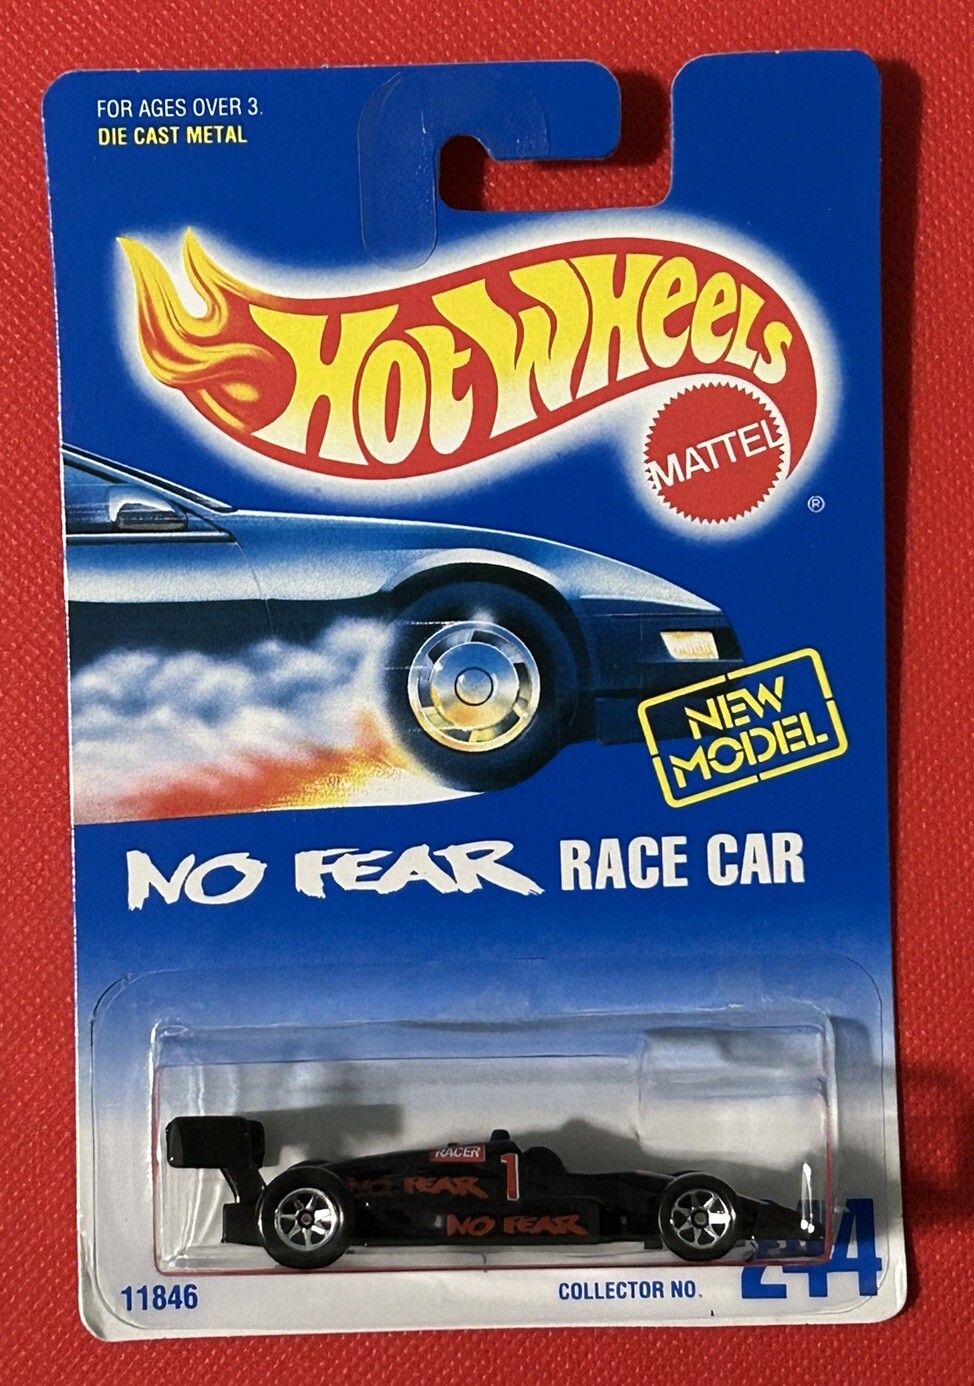 FOR AGES OVER 3.
DIE CAST METAL
Hot Wheels
MATTEL
®
NEW
MODEL
NO FEAR RACE CAR
RACER
1
NO FEAR
NO FEAR
11846
COLLECTOR NO.
244